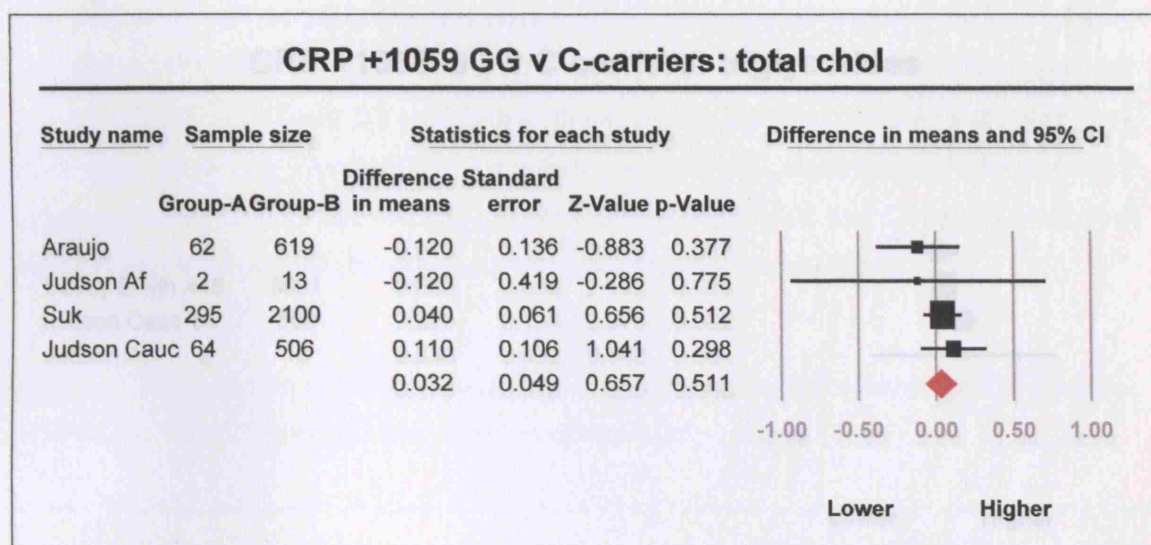 CRP +1059 GG v C-carriers: total chol
Study name Sample size Statistics for each study Difference in means and 95% CI
Difference Standard
Group-A Group-B in means error Z-Value p-Value
Araujo 62 619 -0.120 0.136 -0.883 0.377
Judson Af 2 13 -0.120 0.419 -0.286 0.775
Suk 295 2100 0.040 0.061 0.656 0.512
Judson Cauc 64 506 0.110 0.106 1.041 0.298
0.032 0.049 0.657 0.511
-1.00 -0.50 0.00 0.50 1.00
Lower Higher